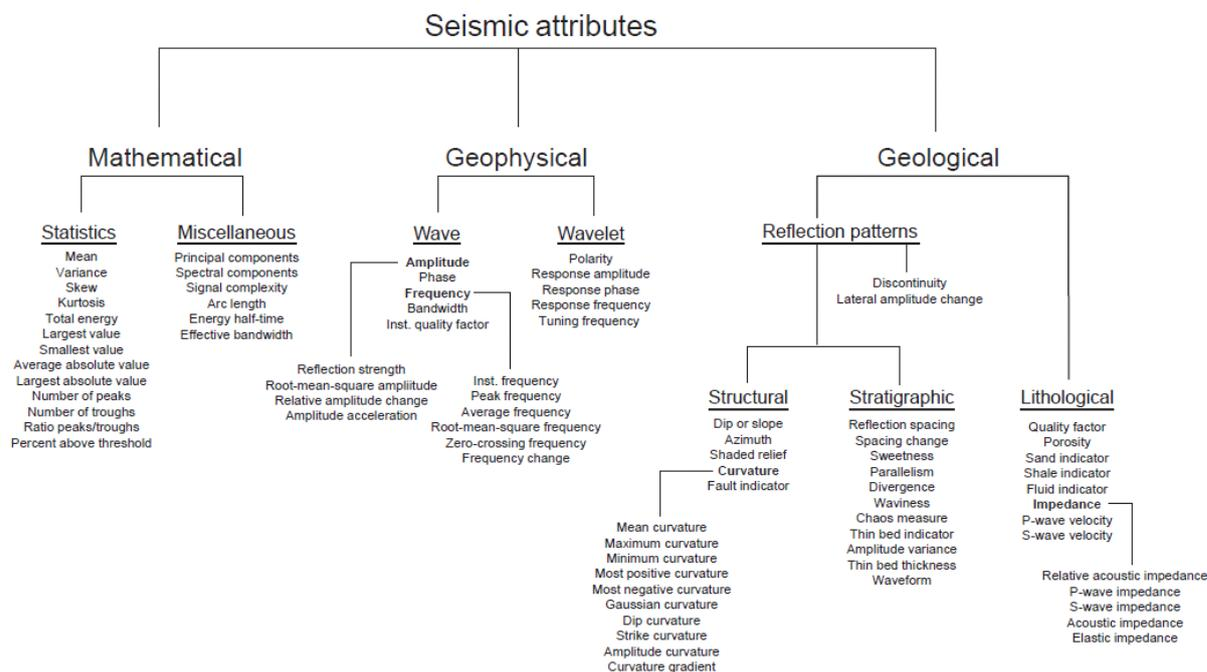 Seismic attributes
Mathematical
Geophysical
Geological
Statistics
Mean
Variance
Skew
Kurtosis
Total energy
Largest value
Smallest value
Average absolute value
Largest absolute value
Number of peaks
Number of troughs
Ratio peaks/troughs
Percent above threshold
Miscellaneous
Principal components
Spectral components
Signal complexity
Arc length
Energy half-time
Effective bandwidth
Wave
Amplitude
Phase
Frequency
Bandwidth
Inst. quality factor
Reflection strength
Root-mean-square ampliitude
Relative amplitude change
Amplitude acceleration
Inst. frequency
Peak frequency
Average frequency
Root-mean-square frequency
Zero-crossing frequency
Frequency change
Wavelet
Polarity
Response amplitude
Response phase
Response frequency
Tuning frequency
Reflection patterns
Discontinuity
Lateral amplitude change
Structural
Dip or slope
Azimuth
Shaded relief
Curvature
Fault indicator
Mean curvature
Maximum curvature
Minimum curvature
Most positive curvature
Most negative curvature
Gaussian curvature
Dip curvature
Strike curvature
Amplitude curvature
Curvature gradient
Stratigraphic
Reflection spacing
Spacing change
Sweetness
Parallelism
Divergence
Waviness
Chaos measure
Thin bed indicator
Amplitude variance
Thin bed thickness
Waveform
Lithological
Quality factor
Porosity
Sand indicator
Shale indicator
Fluid indicator
Impedance
P-wave velocity
S-wave velocity
Relative acoustic impedance
P-wave impedance
S-wave impedance
Acoustic impedance
Elastic impedance